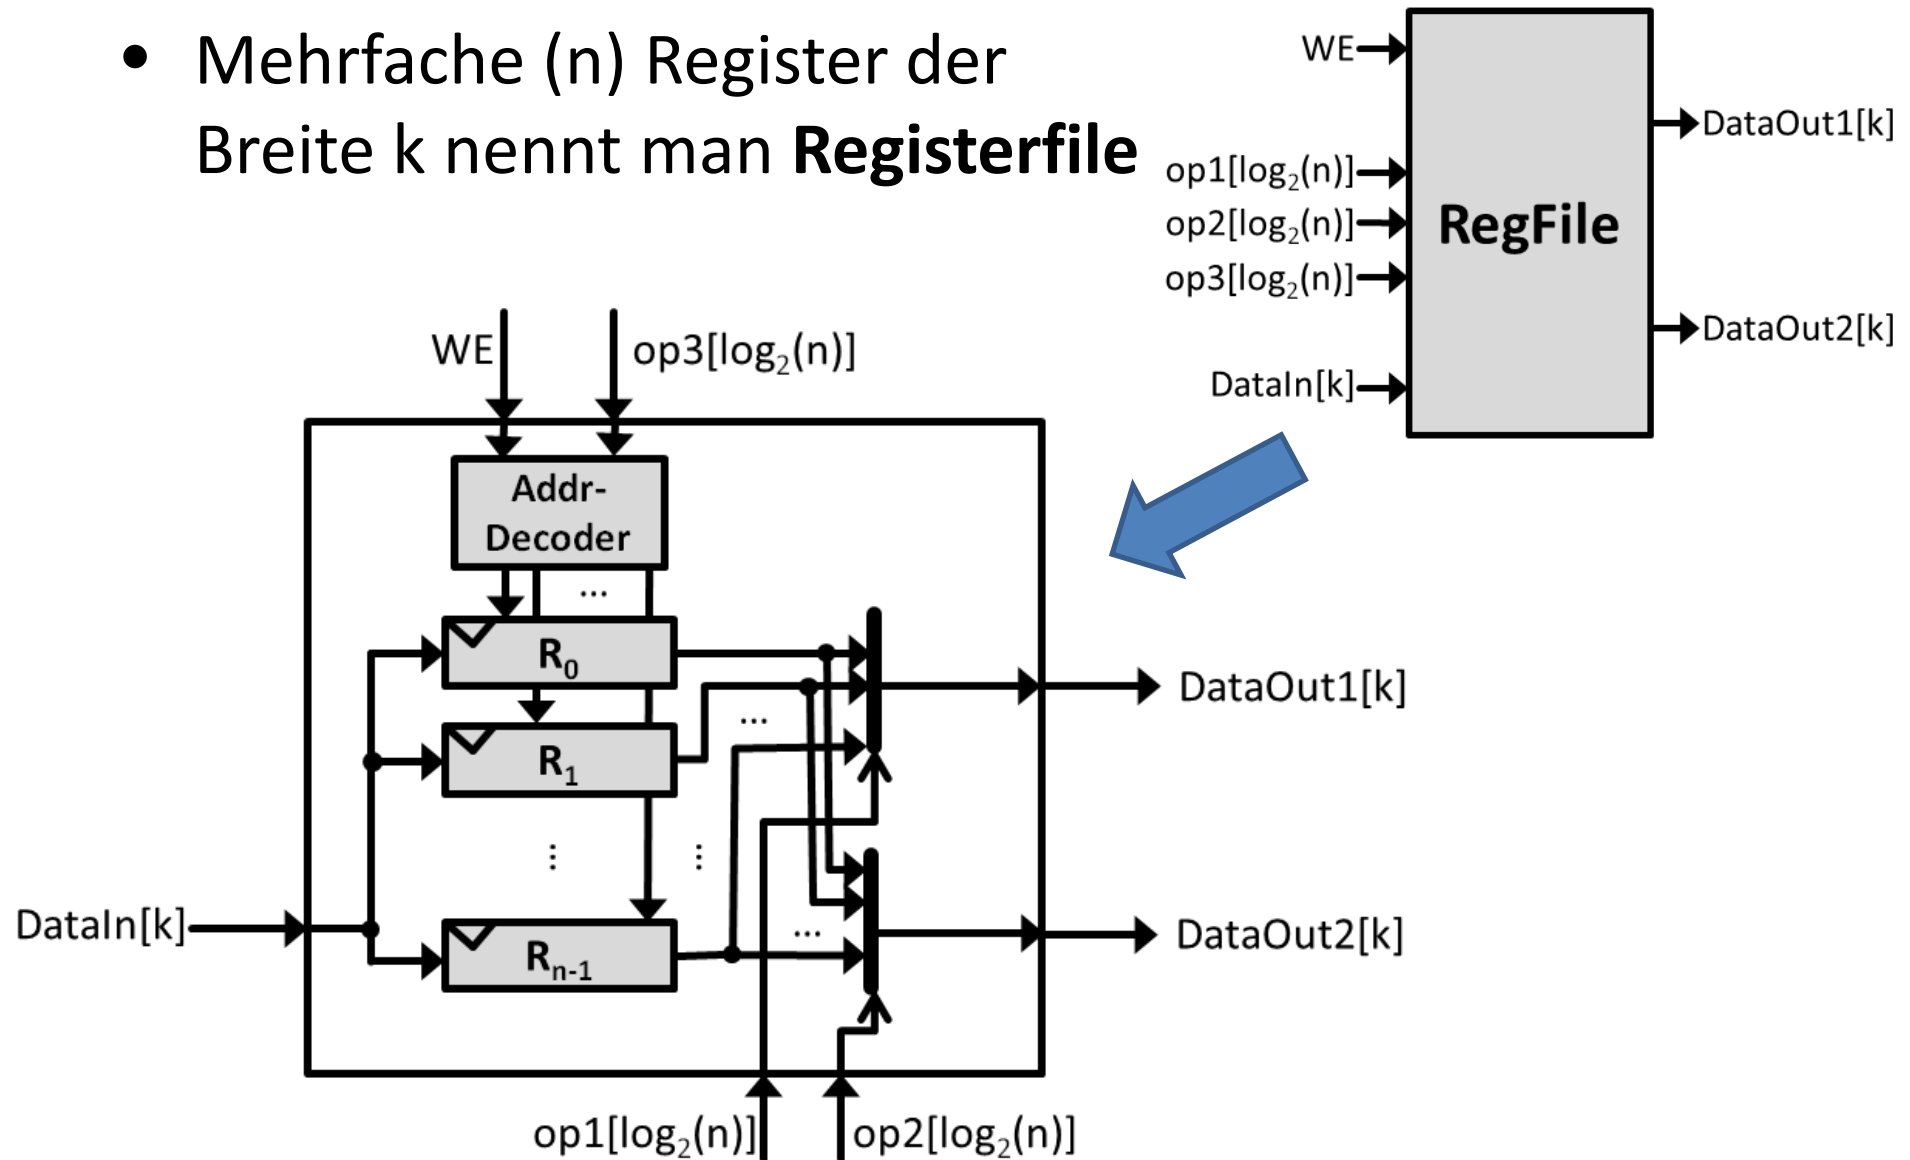 • Mehrfache (n) Register der
Breite k nennt man Registerfile
WE
op1[log₂(n)]
op2[log₂(n)]
op3[log₂(n)]
DataIn[k]
RegFile
DataOut1[k]
DataOut2[k]
WE
op3[log₂(n)]
Addr-
Decoder
...
R₀
R₁
...
⋮
⋮
Rₙ₋₁
...
DataIn[k]
DataOut1[k]
DataOut2[k]
op1[log₂(n)]
op2[log₂(n)]